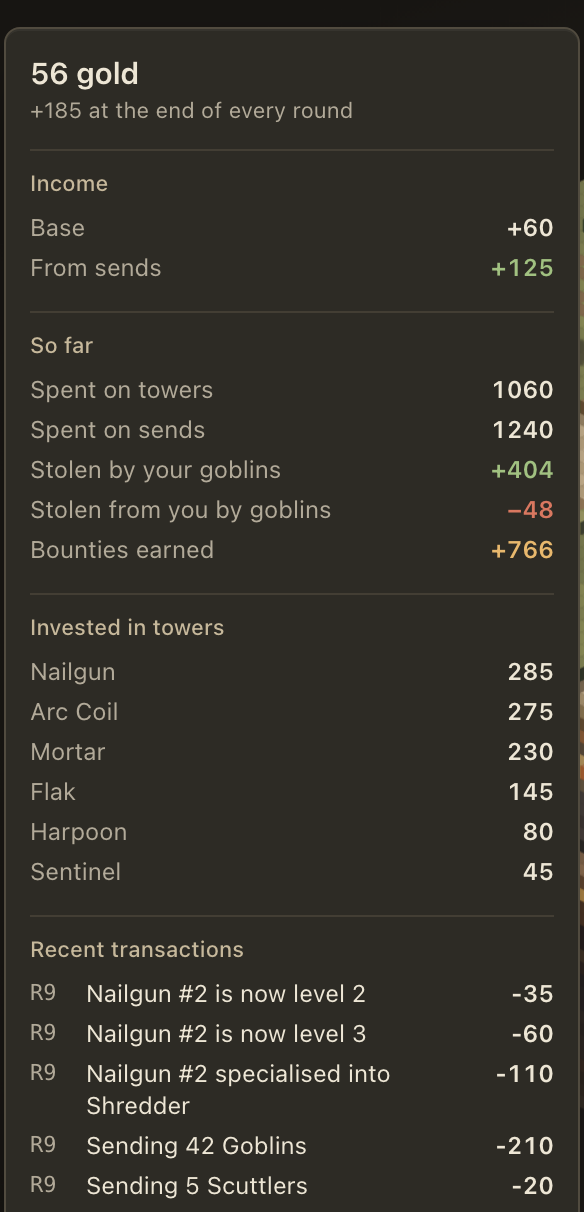 56 gold
+185 at the end of every round
Income
Base +60
From sends +125
So far
Spent on towers 1060
Spent on sends 1240
Stolen by your goblins +404
Stolen from you by goblins −48
Bounties earned +766
Invested in towers
Nailgun 285
Arc Coil 275
Mortar 230
Flak 145
Harpoon 80
Sentinel 45
Recent transactions
R9 Nailgun #2 is now level 2 -35
R9 Nailgun #2 is now level 3 -60
R9 Nailgun #2 specialised into -110
Shredder
R9 Sending 42 Goblins -210
R9 Sending 5 Scuttlers -20